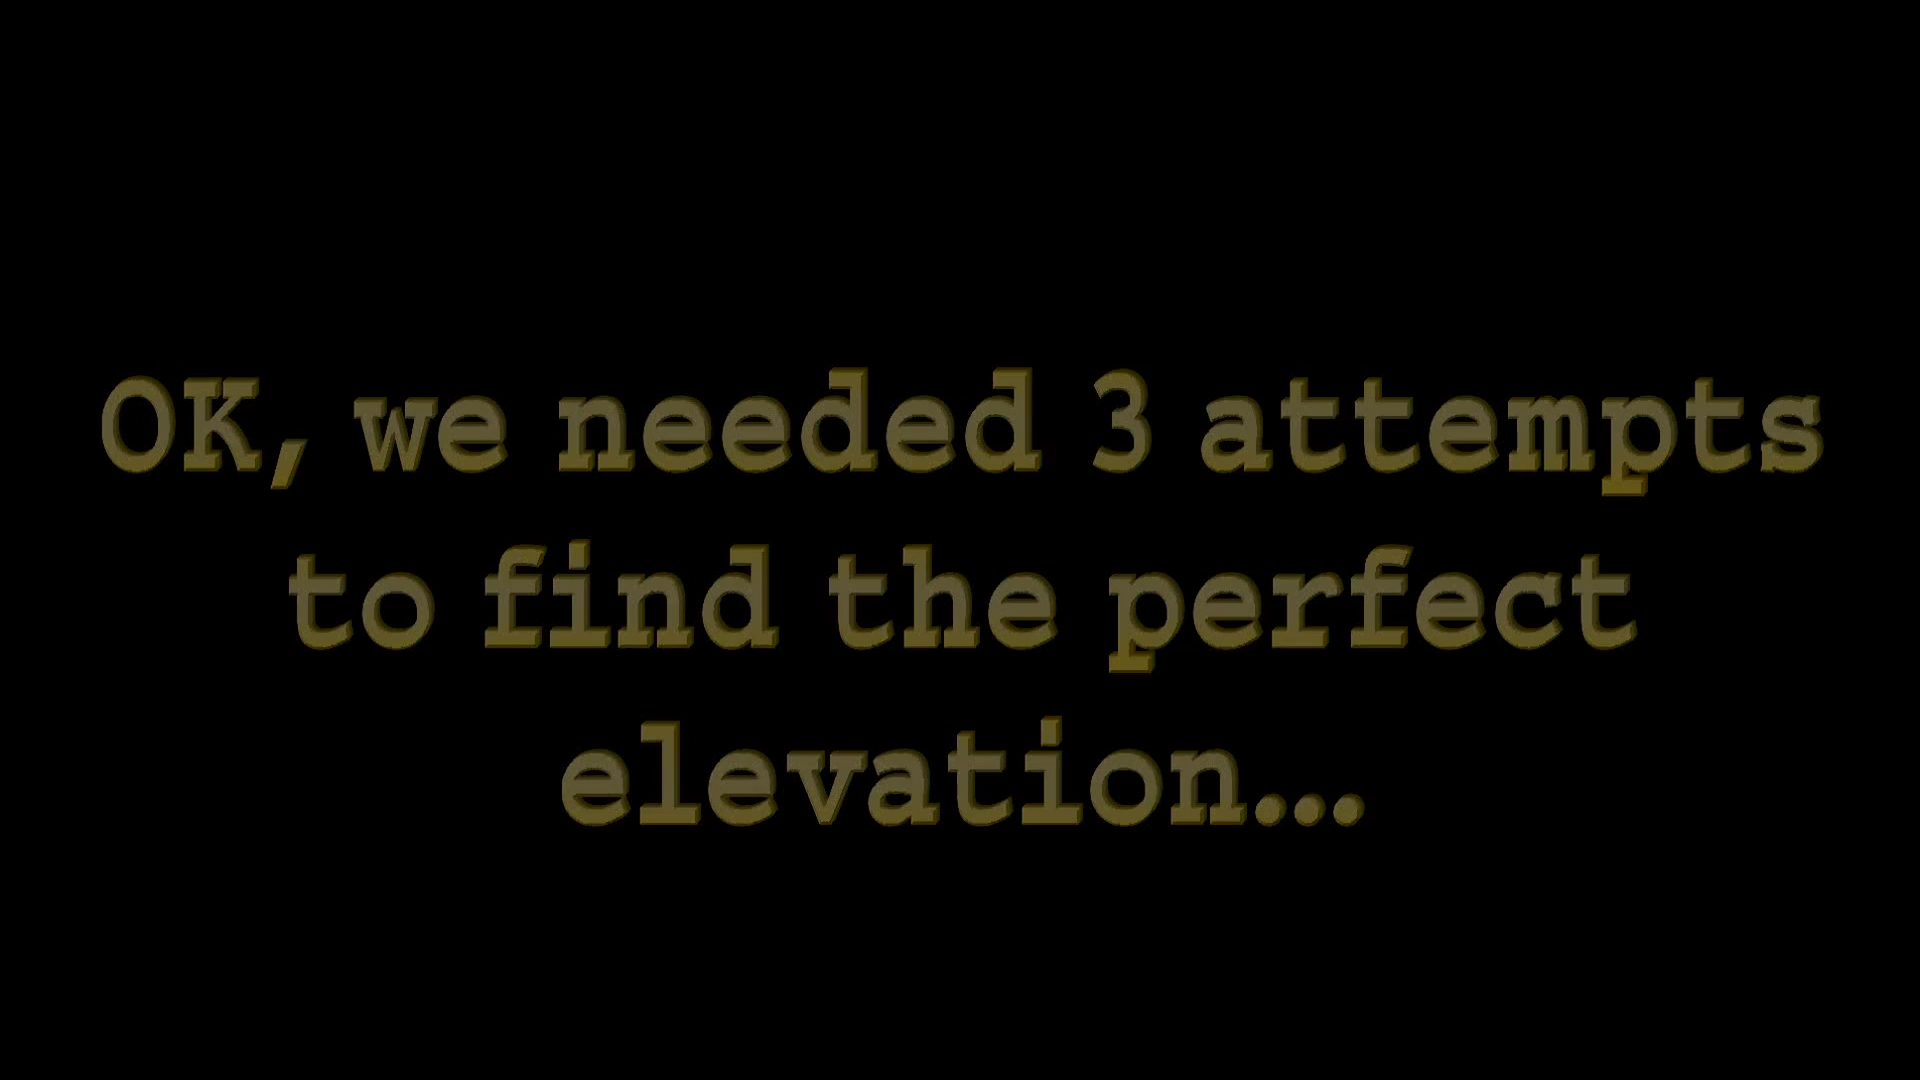 OK, we needed 3 attempts
to find the perfect
elevation...